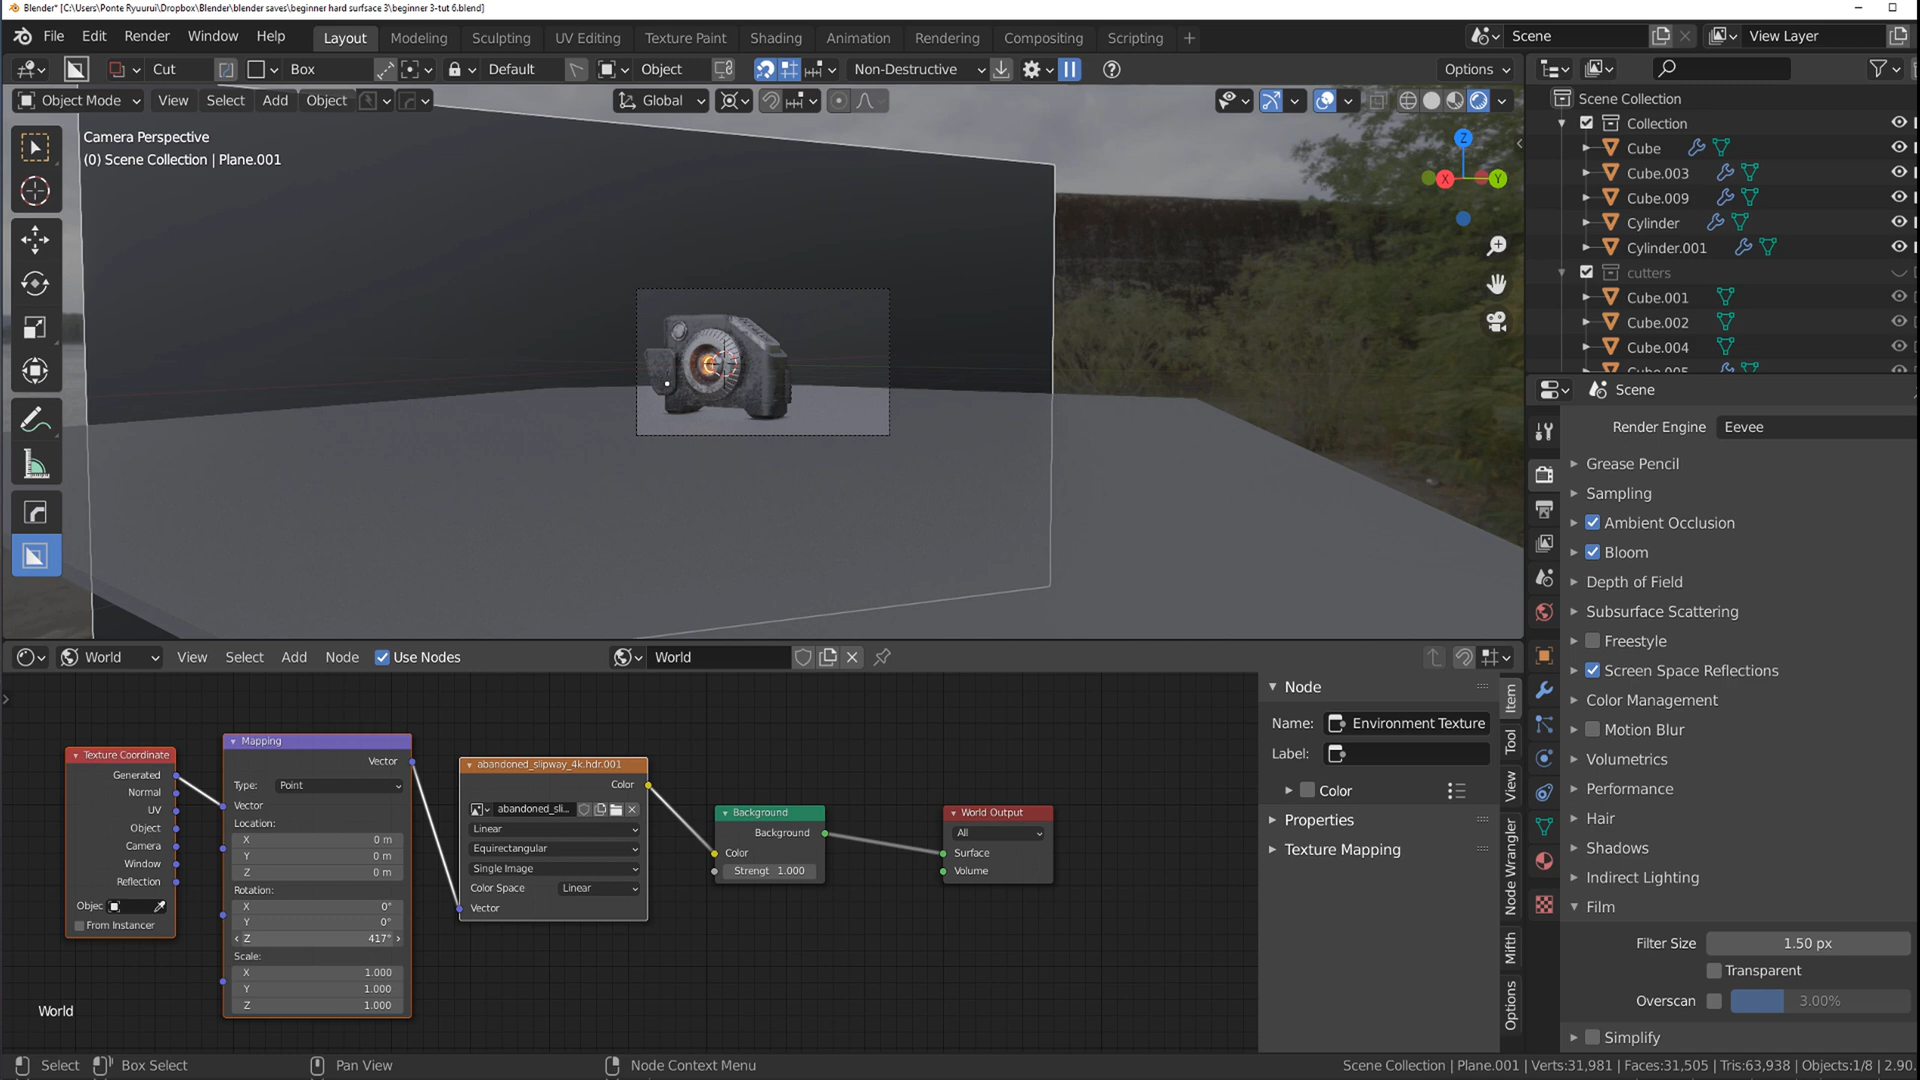 Blender* [C:\Users\Ponte Ryuurui\Dropbox\Blender\blender saves\beginner hard surfsace 3\beginner 3-tut 6.blend]
File Edit Render Window Help Layout Modeling Sculpting UV Editing Texture Paint Shading Animation Rendering Compositing Scripting + Scene View Layer
Cut Box Default Object Non-Destructive Options
Object Mode View Select Add Object Global
Camera Perspective
(0) Scene Collection | Plane.001
Z
X Y
Scene Collection
Collection
Cube
Cube.003
Cube.009
Cylinder
Cylinder.001
cutters
Cube.001
Cube.002
Cube.004
Cube.005
Scene
Render Engine Eevee
Grease Pencil
Sampling
Ambient Occlusion
Bloom
Depth of Field
Subsurface Scattering
Freestyle
Screen Space Reflections
Color Management
Motion Blur
Volumetrics
Performance
Hair
Shadows
Indirect Lighting
Film
Filter Size 1.50 px
Transparent
Overscan 3.00%
Simplify
World View Select Add Node Use Nodes World
Texture Coordinate
Generated
Normal
UV
Object
Camera
Window
Reflection
Objec
From Instancer
Mapping
Vector
Type: Point
Vector
Location:
X 0 m
Y 0 m
Z 0 m
Rotation:
X 0°
Y 0°
Z 417°
Scale:
X 1.000
Y 1.000
Z 1.000
abandoned_slipway_4k.hdr.001
Color
abandoned_sli...
Linear
Equirectangular
Single Image
Color Space Linear
Vector
Background
Background
Color
Strengt 1.000
World Output
All
Surface
Volume
World
Node
Name: Environment Texture
Label:
Color
Properties
Texture Mapping
Item
Tool
View
Node Wrangler
Mifth
Options
Select Box Select Pan View Node Context Menu Scene Collection | Plane.001 | Verts:31,981 | Faces:31,505 | Tris:63,938 | Objects:1/8 | 2.90.